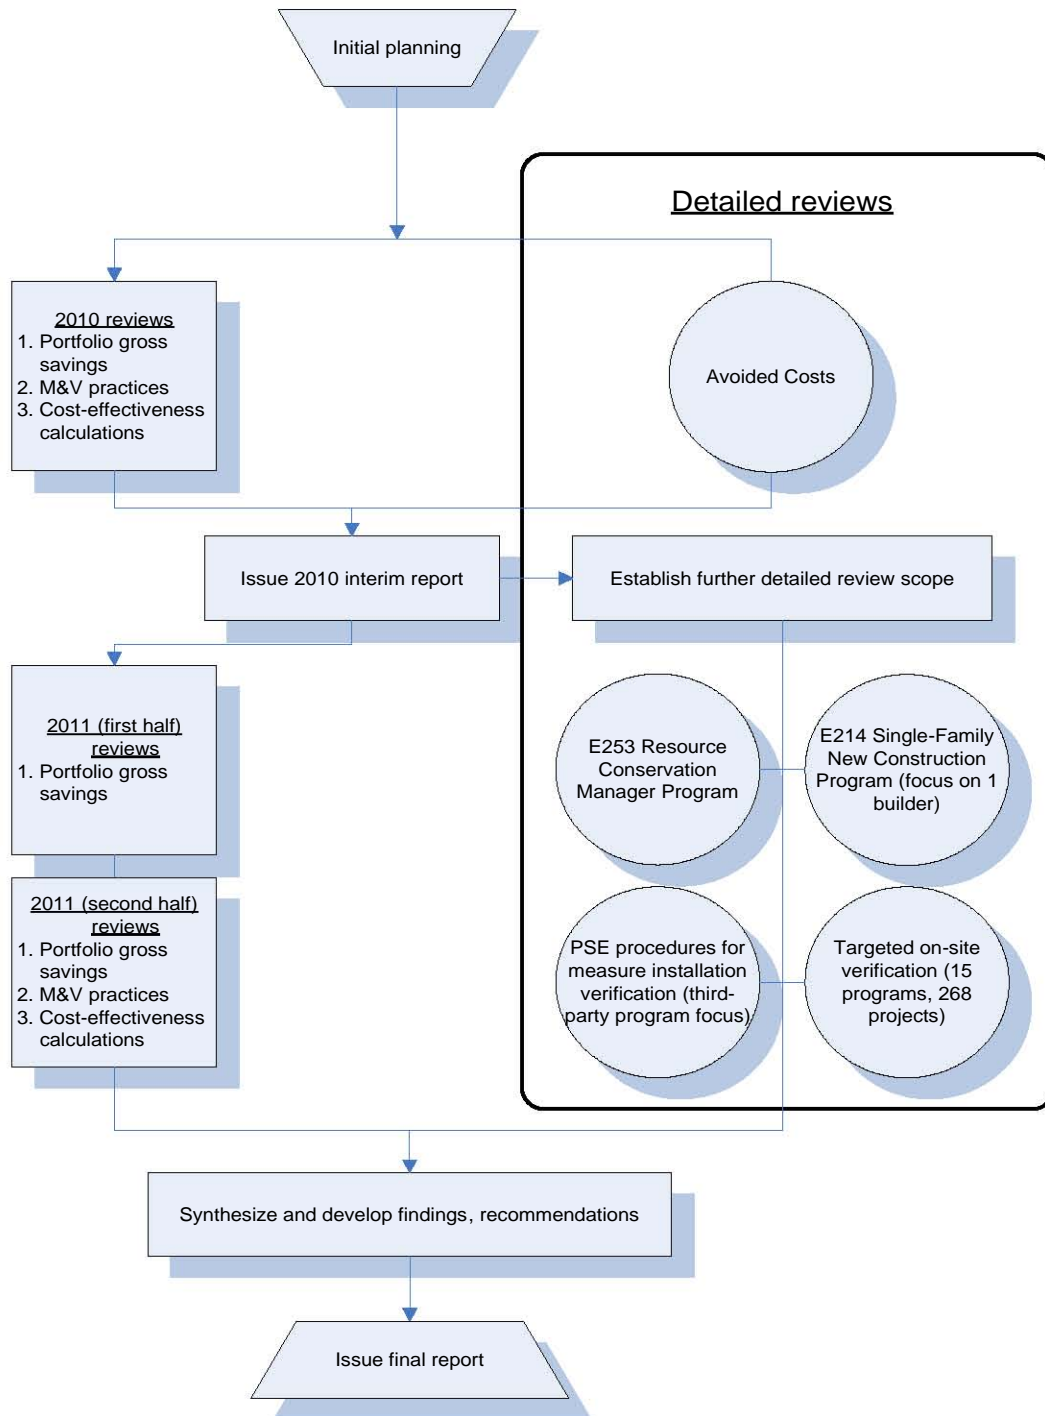 Initial planning
Detailed reviews
2010 reviews
1. Portfolio gross
savings
2. M&V practices
3. Cost-effectiveness
calculations
Avoided Costs
Issue 2010 interim report
Establish further detailed review scope
2011 (first half)
reviews
1. Portfolio gross
savings
E253 Resource
Conservation
Manager Program
E214 Single-Family
New Construction
Program (focus on 1
builder)
2011 (second half)
reviews
1. Portfolio gross
savings
2. M&V practices
3. Cost-effectiveness
calculations
PSE procedures for
measure installation
verification (third-
party program focus)
Targeted on-site
verification (15
programs, 268
projects)
Synthesize and develop findings, recommendations
Issue final report